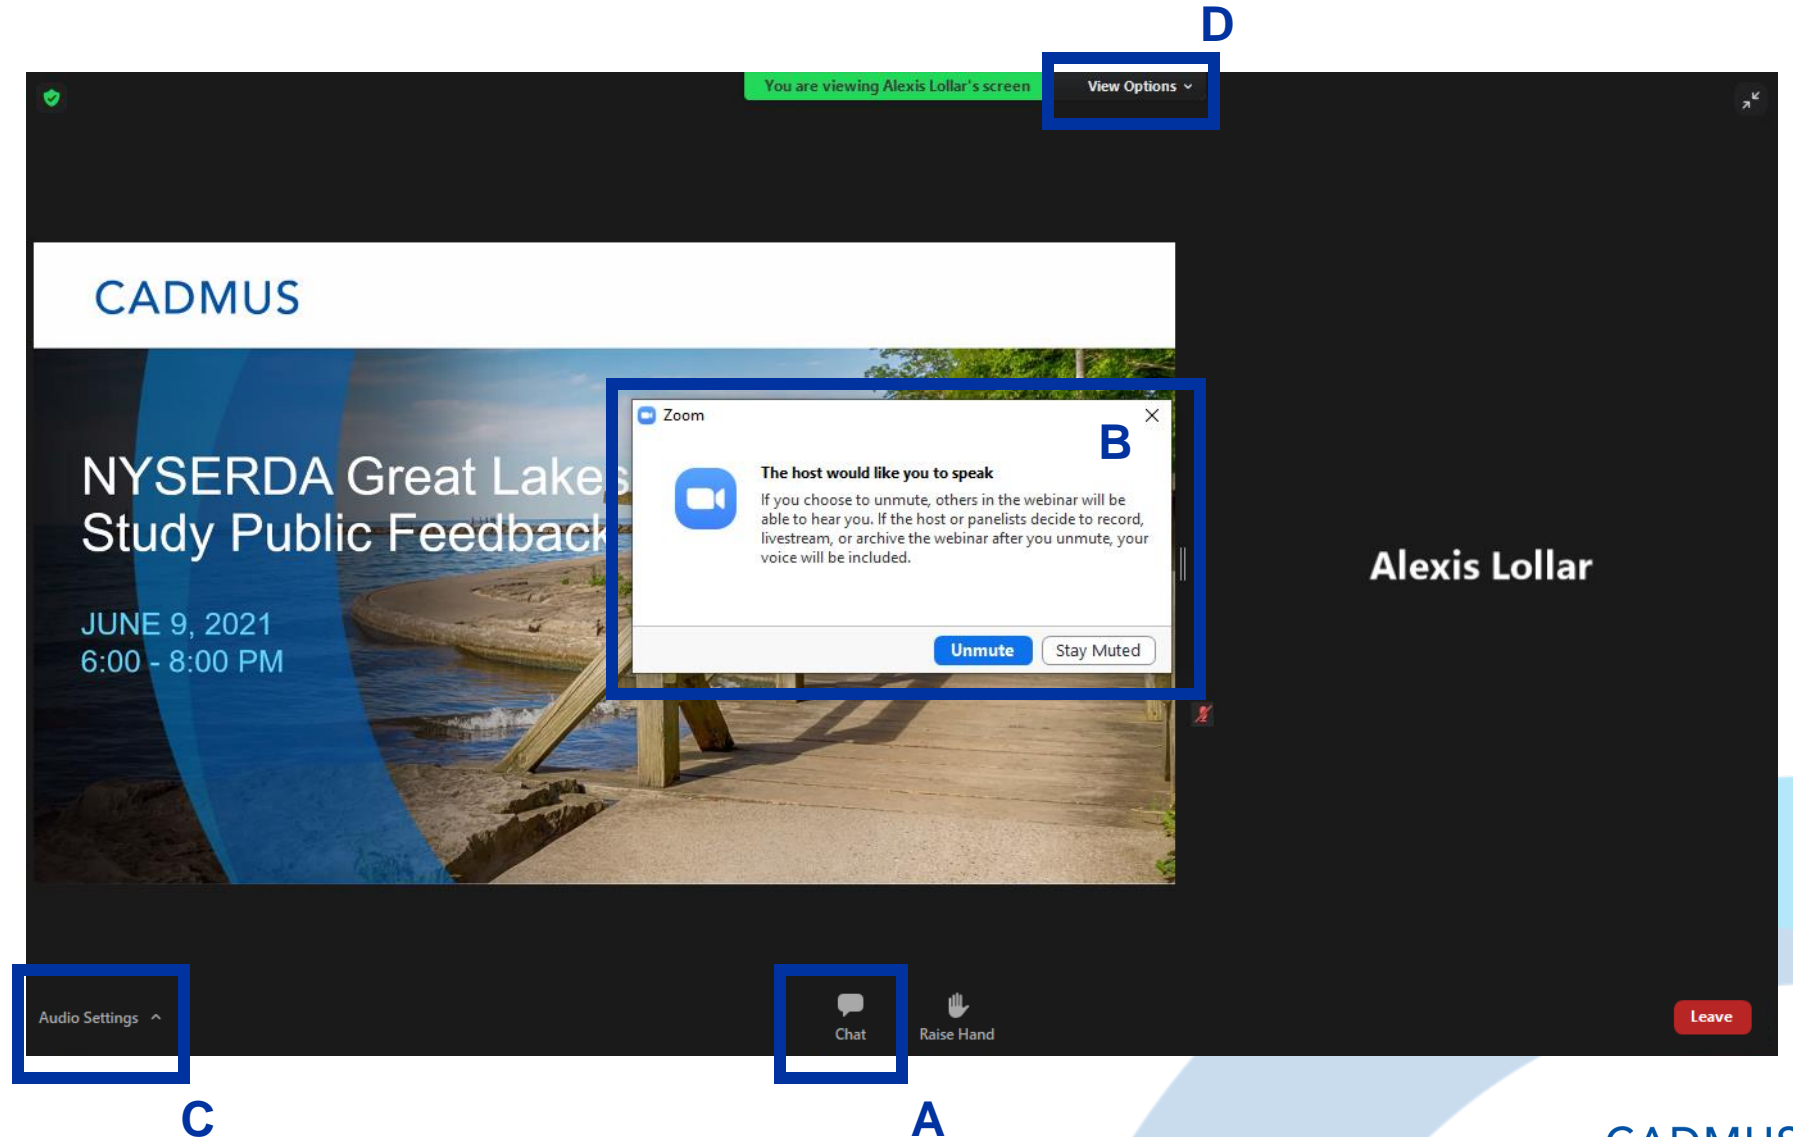 D
You are viewing Alexis Lollar's screen
View Options
CADMUS
NYSERDA Great Lakes
Study Public Feedback
JUNE 9, 2021
6:00 - 8:00 PM
Zoom
B
The host would like you to speak
If you choose to unmute, others in the webinar will be
able to hear you. If the host or panelists decide to record,
livestream, or archive the webinar after you unmute, your
voice will be included.
Unmute
Stay Muted
Alexis Lollar
Audio Settings
Chat
Raise Hand
Leave
C
A
CADMUS